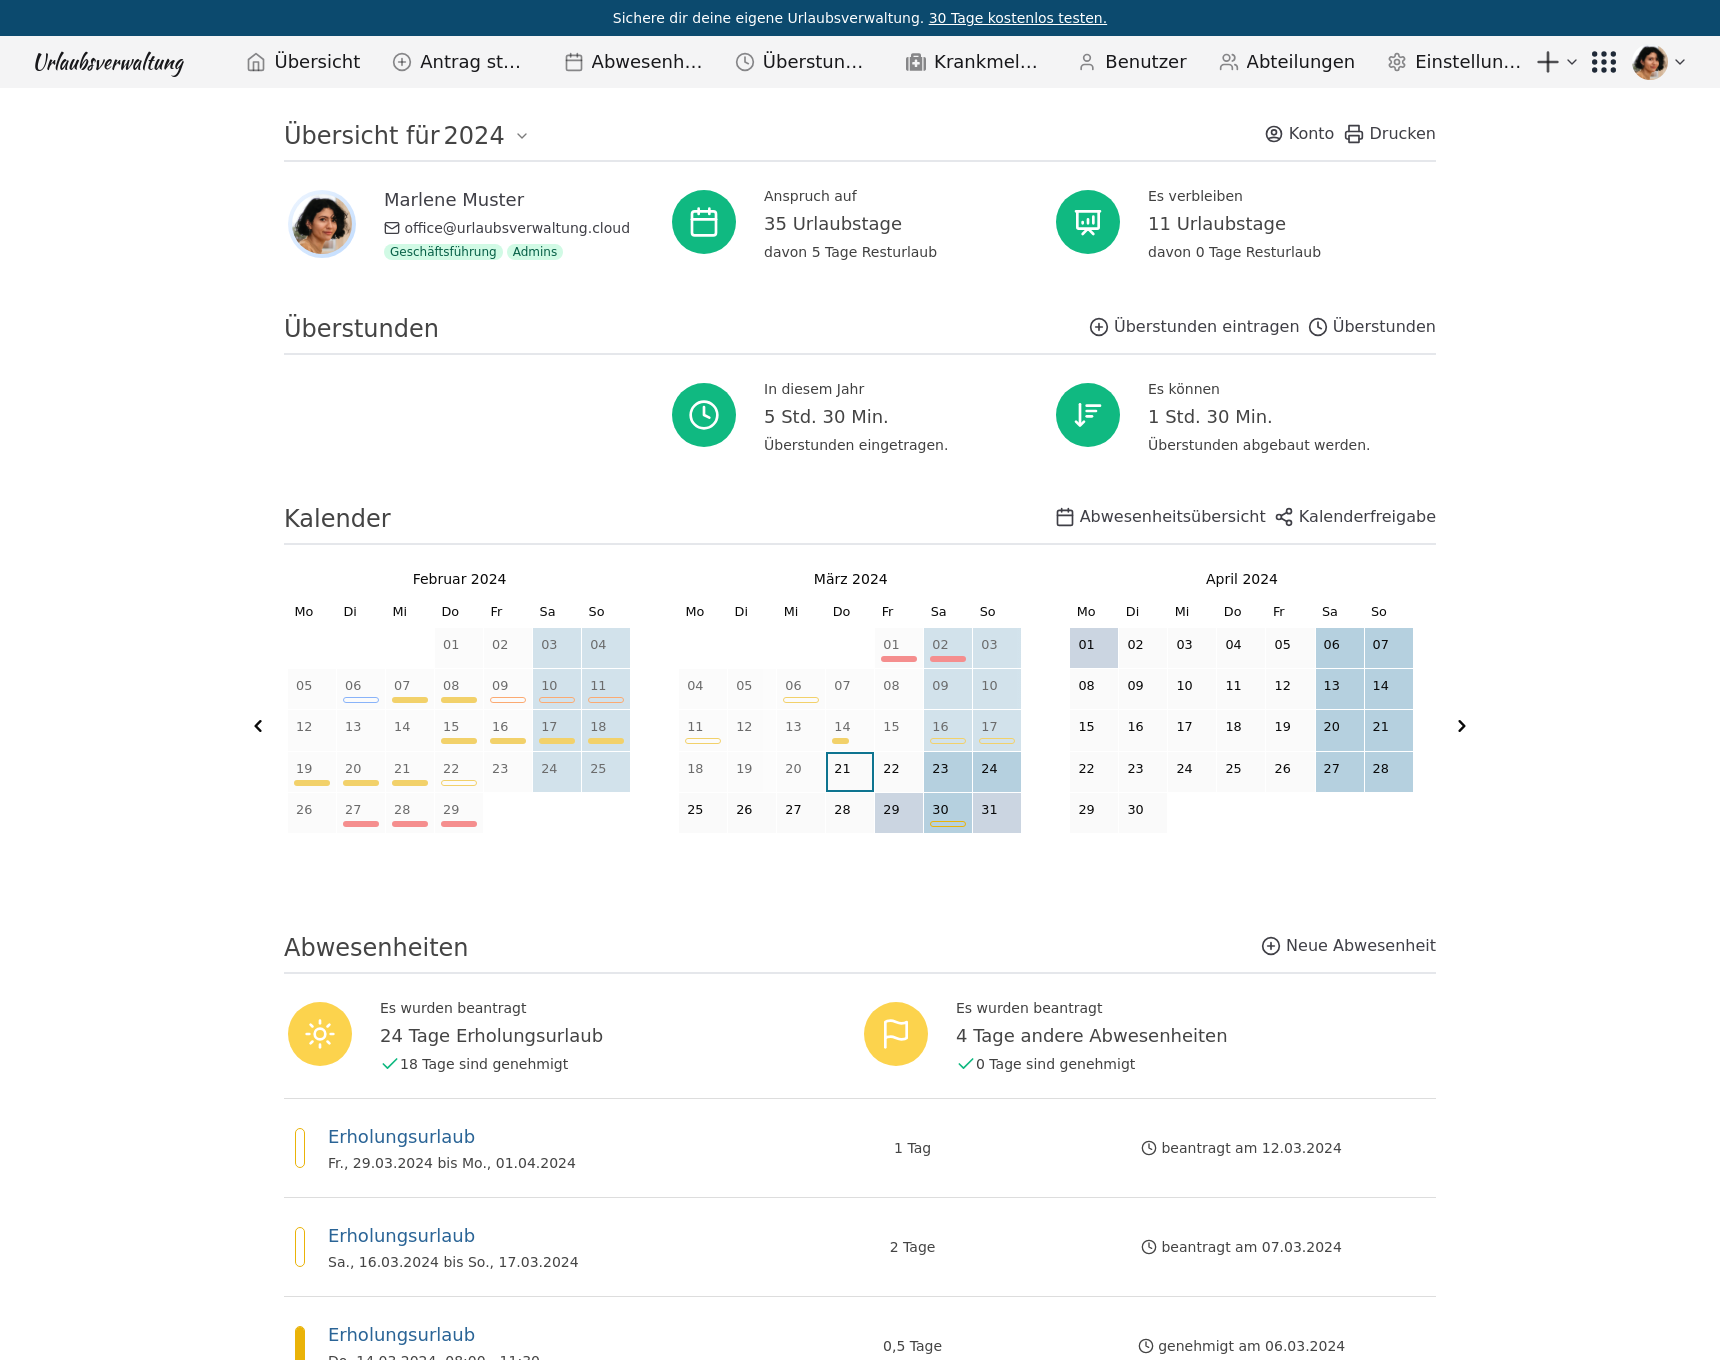 Sichere dir deine eigene Urlaubsverwaltung. 30 Tage kostenlos testen.
Urlaubsverwaltung Übersicht Antrag st... Abwesenh... Überstun... Krankmel... Benutzer Abteilungen Einstellun...
Übersicht für 2024 Konto Drucken
Marlene Muster
office@urlaubsverwaltung.cloud
Geschäftsführung Admins
Anspruch auf
35 Urlaubstage
davon 5 Tage Resturlaub
Es verbleiben
11 Urlaubstage
davon 0 Tage Resturlaub
Überstunden Überstunden eintragen Überstunden
In diesem Jahr
5 Std. 30 Min.
Überstunden eingetragen.
Es können
1 Std. 30 Min.
Überstunden abgebaut werden.
Kalender Abwesenheitsübersicht Kalenderfreigabe
Februar 2024
Mo Di Mi Do Fr Sa So
01 02 03 04
05 06 07 08 09 10 11
12 13 14 15 16 17 18
19 20 21 22 23 24 25
26 27 28 29
März 2024
Mo Di Mi Do Fr Sa So
01 02 03
04 05 06 07 08 09 10
11 12 13 14 15 16 17
18 19 20 21 22 23 24
25 26 27 28 29 30 31
April 2024
Mo Di Mi Do Fr Sa So
01 02 03 04 05 06 07
08 09 10 11 12 13 14
15 16 17 18 19 20 21
22 23 24 25 26 27 28
29 30
Abwesenheiten Neue Abwesenheit
Es wurden beantragt
24 Tage Erholungsurlaub
18 Tage sind genehmigt
Es wurden beantragt
4 Tage andere Abwesenheiten
0 Tage sind genehmigt
Erholungsurlaub
Fr., 29.03.2024 bis Mo., 01.04.2024
1 Tag
beantragt am 12.03.2024
Erholungsurlaub
Sa., 16.03.2024 bis So., 17.03.2024
2 Tage
beantragt am 07.03.2024
Erholungsurlaub
Do., 14.03.2024, 08:00 - 11:30
0,5 Tage
genehmigt am 06.03.2024